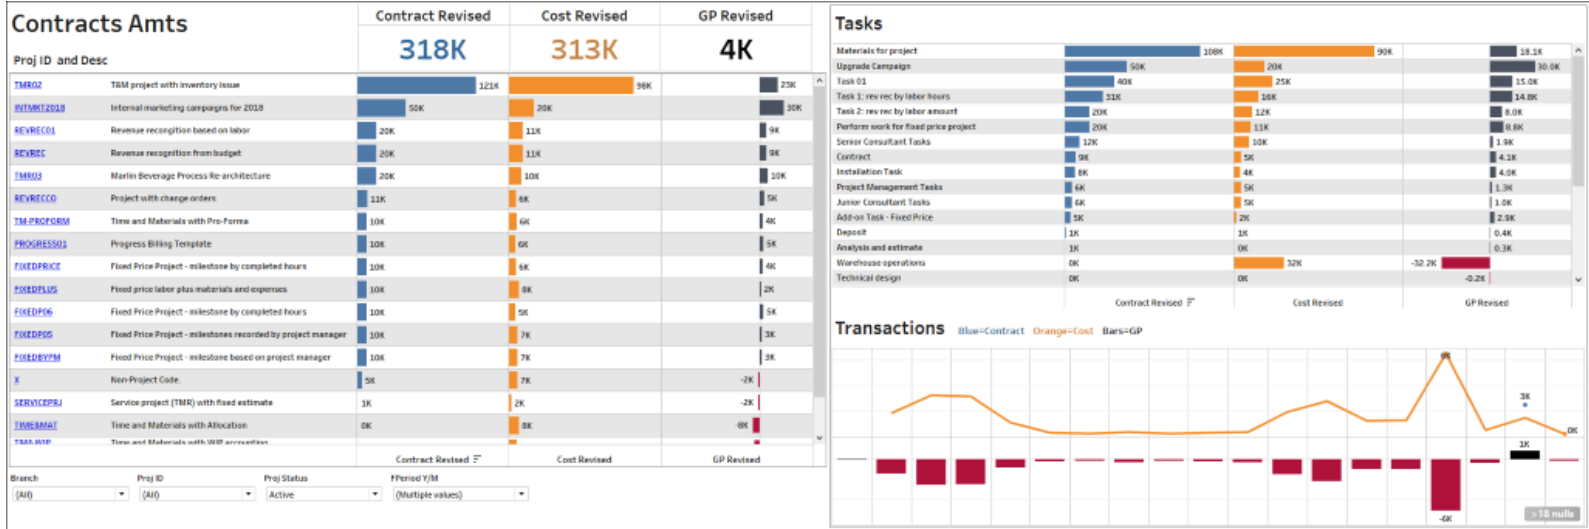 Contracts Amts
Contract Revised Cost Revised GP Revised
318K 313K 4K
Proj ID and Desc
TMR02 T&M project with inventory issue 121K 98K 23K
INTMKT2018 Internal marketing campaigns for 2018 50K 20K 30K
REVREC01 Revenue recongition based on labor 20K 11K 9K
REVREC Revenue recognition from budget 20K 11K 9K
TMR03 Marlin Beverage Process Re-architecture 20K 10K 10K
REVRECCO Project with change orders 11K 6K 5K
TM-PROFORM Time and Materials with Pro-Forma 10K 6K 4K
PROGRESS01 Progress Billing Template 10K 6K 5K
FIXEDPRICE Fixed Price Project - milestone by completed hours 10K 6K 4K
FIXEDPLUS Fixed price labor plus materials and expenses 10K 8K 2K
FIXEDP06 Fixed Price Project - milestones by completed hours 10K 5K 5K
FIXEDP05 Fixed Price Project - milestones recorded by project manager 10K 7K 3K
FIXEDBYPM Fixed Price Project - milestone based on project manager 10K 7K 3K
X Non-Project Code. 5K 7K -2K
SERVICEPRJ Service project (TMR) with fixed estimate 1K 2K -2K
TIME&MAT Time and Materials with Allocation 0K 8K -8K
T&M-WIP Time and Materials with WIP accounting
Contract Revised Cost Revised GP Revised
Branch Proj ID Proj Status FPeriod Y/M
(All) (All) Active (Multiple values)
Tasks
Materials for project 108K 90K 18.1K
Upgrade Campaign 50K 20K 30.0K
Task 01 40K 25K 15.0K
Task 1: rev rec by labor hours 31K 16K 14.8K
Task 2: rev rec by labor amount 20K 12K 8.0K
Perform work for fixed price project 20K 11K 8.8K
Senior Consultant Tasks 12K 10K 1.9K
Contract 9K 5K 4.1K
Installation Task 8K 4K 4.0K
Project Management Tasks 6K 5K 1.3K
Junior Consultant Tasks 6K 5K 1.0K
Add-on Task - Fixed Price 5K 2K 2.9K
Deposit 1K 1K 0.4K
Analysis and estimate 1K 0K 0.3K
Warehouse operations 0K 32K -32.2K
Technical design 0K 0K -0.2K
Contract Revised Cost Revised GP Revised
Transactions Blue=Contract Orange=Cost Bars=GP
3K
0K
1K
-6K
>18 nulls